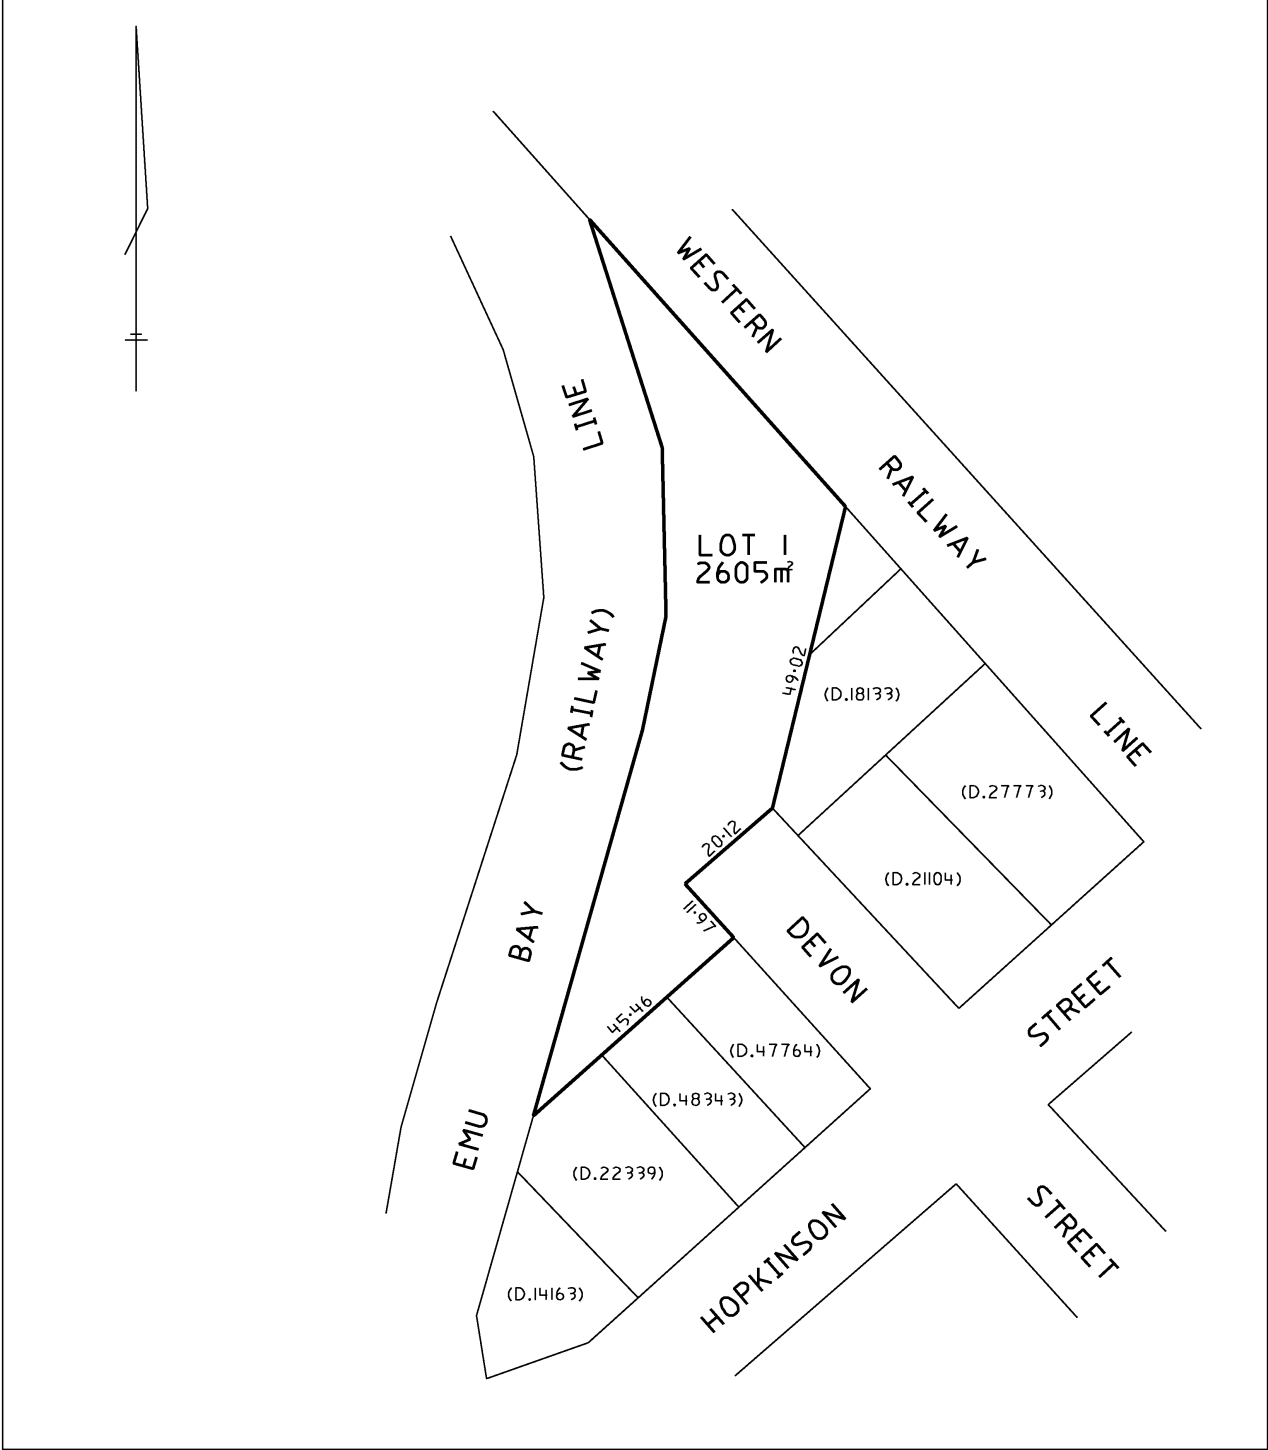 WESTERN
RAILWAY
LINE
LINE
(RAILWAY)
BAY
EMU
LOT 1
2605m²
49·02
20·12
11·97
45·46
(D.18133)
(D.27773)
(D.21104)
DEVON
STREET
(D.47764)
(D.48343)
(D.22339)
(D.14163)
HOPKINSON
STREET